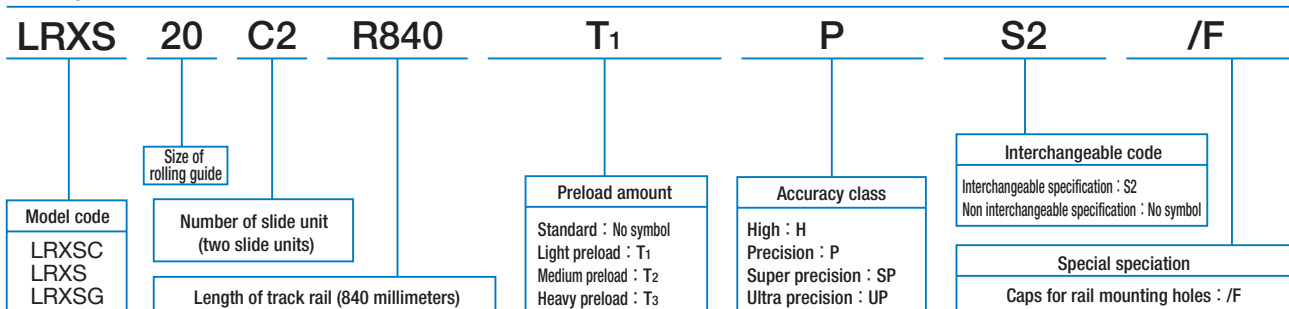 LRXS 20 C2 R840 T1 P S2 /F
Size of
rolling guide
Model code
LRXSC
LRXS
LRXSG
Number of slide unit
(two slide units)
Length of track rail (840 millimeters)
Preload amount
Standard : No symbol
Light preload : T1
Medium preload : T2
Heavy preload : T3
Accuracy class
High : H
Precision : P
Super precision : SP
Ultra precision : UP
Interchangeable code
Interchangeable specification : S2
Non interchangeable specification : No symbol
Special speciation
Caps for rail mounting holes : /F